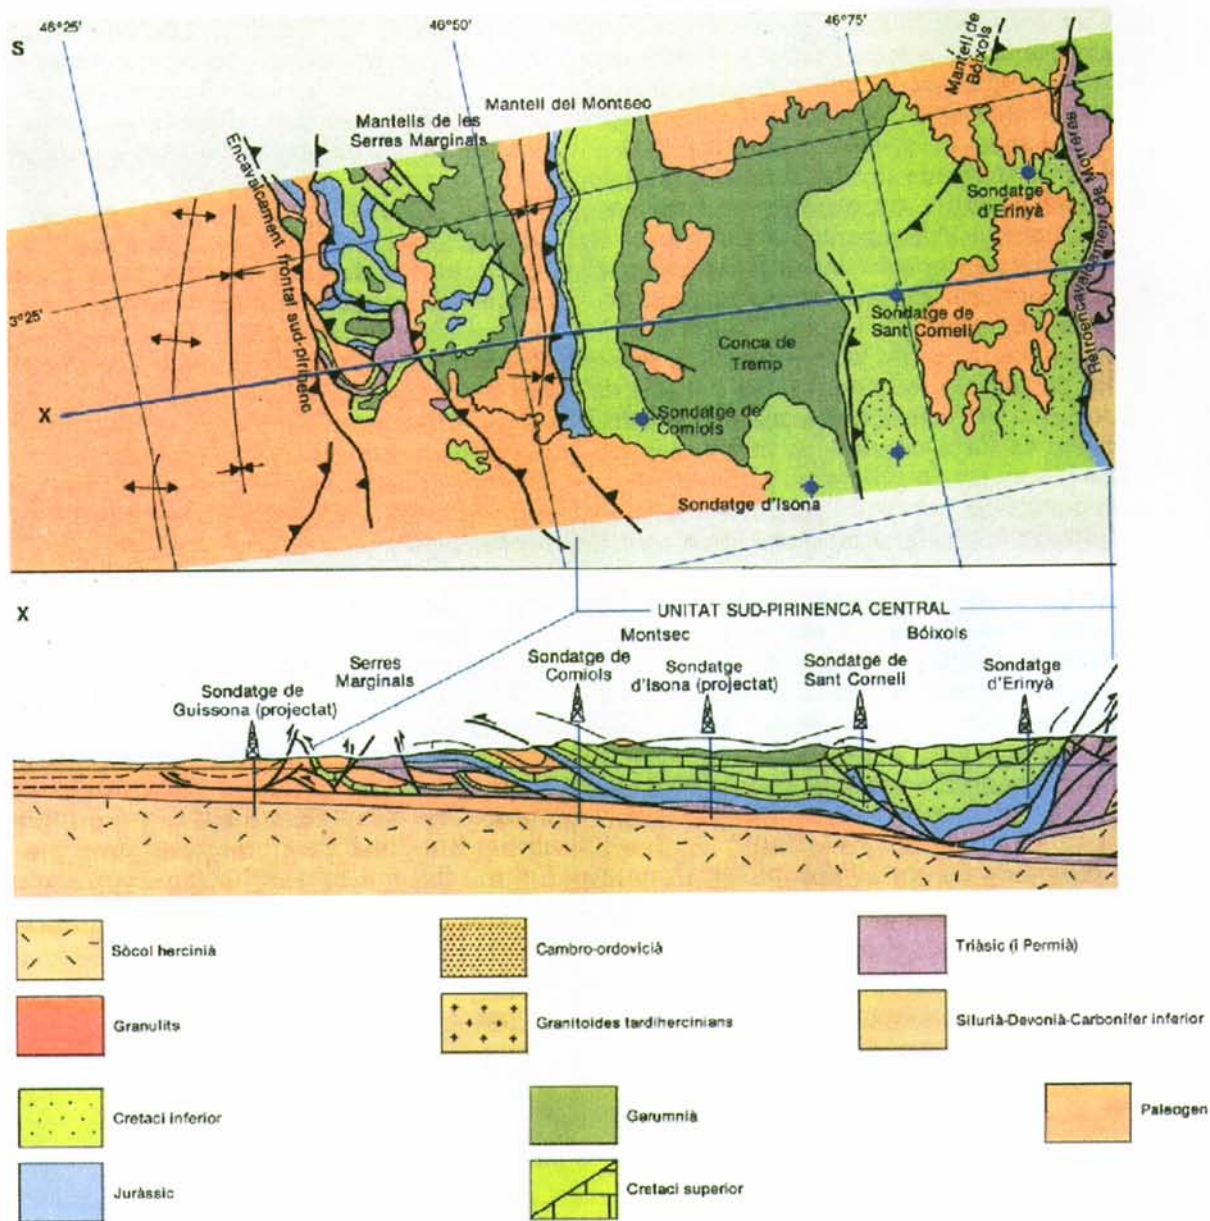 46°25'
46°50'
46°75'
S
Mantell de
Bóixols
Mantell del Montsec
Mantells de les
Serres Marginals
Encavalcament frontal sud-pirinenc
Retroencavalcament de Morreres
Sondatge
d'Erinyà
3°25'
Sondatge de
Sant Corneli
Conca de
Tremp
X
Sondatge de
Comiols
Sondatge d'Isona
X
UNITAT SUD-PIRINENCA CENTRAL
Montsec
Bóixols
Serres
Marginals
Sondatge de
Comiols
Sondatge
d'Isona (projectat)
Sondatge de
Sant Corneli
Sondatge
d'Erinyà
Sondatge de
Guissona (projectat)
Sòcol hercinià
Cambro-ordovicià
Triàsic (i Permià)
Granulits
Granitoides tardihercinians
Silurià-Devonià-Carbonífer inferior
Cretaci inferior
Garumnià
Paleogen
Juràssic
Cretaci superior